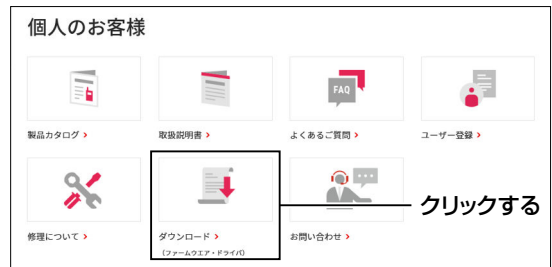 個人のお客様
FAQ
製品カタログ >
取扱説明書 >
よくあるご質問 >
ユーザー登録 >
クリックする
修理について >
ダウンロード >
お問い合わせ >
(ファームウエア・ドライバ)